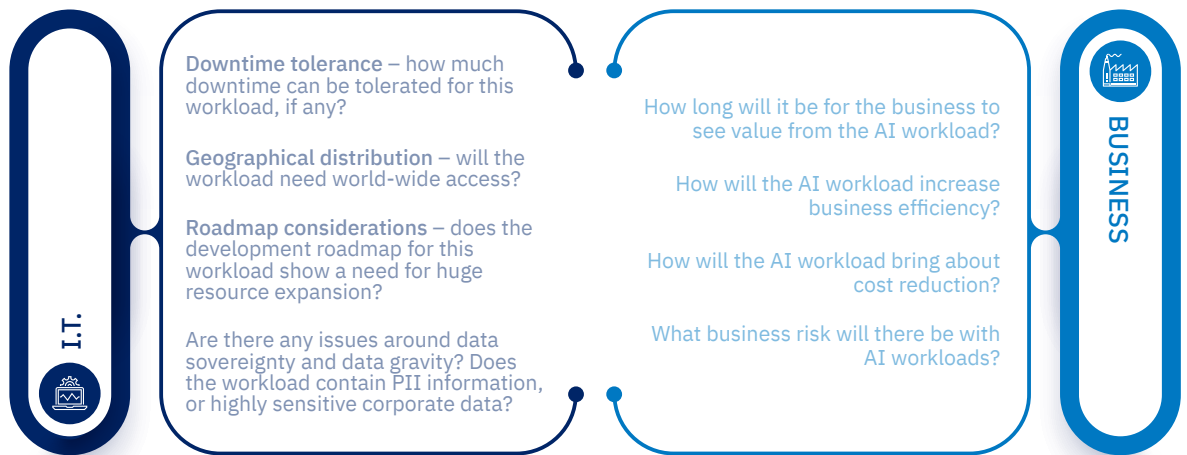 I.T.
Downtime tolerance – how much
downtime can be tolerated for this
workload, if any?
Geographical distribution – will the
workload need world-wide access?
Roadmap considerations – does the
development roadmap for this
workload show a need for huge
resource expansion?
Are there any issues around data
sovereignty and data gravity? Does
the workload contain PII information,
or highly sensitive corporate data?
How long will it be for the business to
see value from the AI workload?
How will the AI workload increase
business efficiency?
How will the AI workload bring about
cost reduction?
What business risk will there be with
AI workloads?
BUSINESS